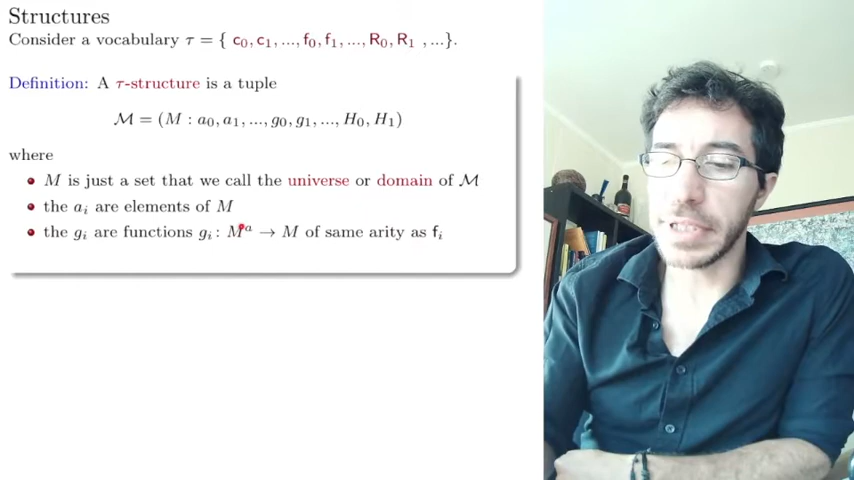 Structures
Consider a vocabulary τ = { c₀, c₁, ..., f₀, f₁, ..., R₀, R₁ , ...}.
Definition: A τ-structure is a tuple
ℳ = (M : a₀, a₁, ..., g₀, g₁, ..., H₀, H₁)
where
M is just a set that we call the universe or domain of ℳ
the aᵢ are elements of M
the gᵢ are functions gᵢ : Mᵃ → M of same arity as fᵢ